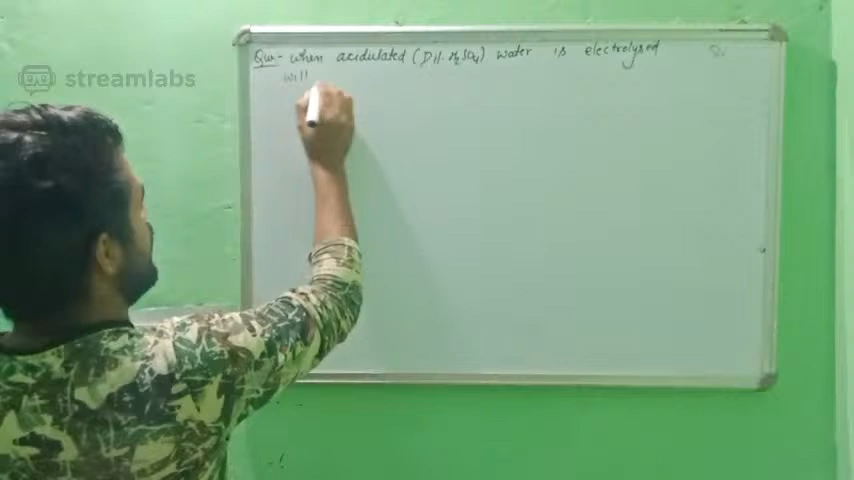 streamlabs
Que:- when acidulated (Dil. H₂SO₄) water is electrolysed
will